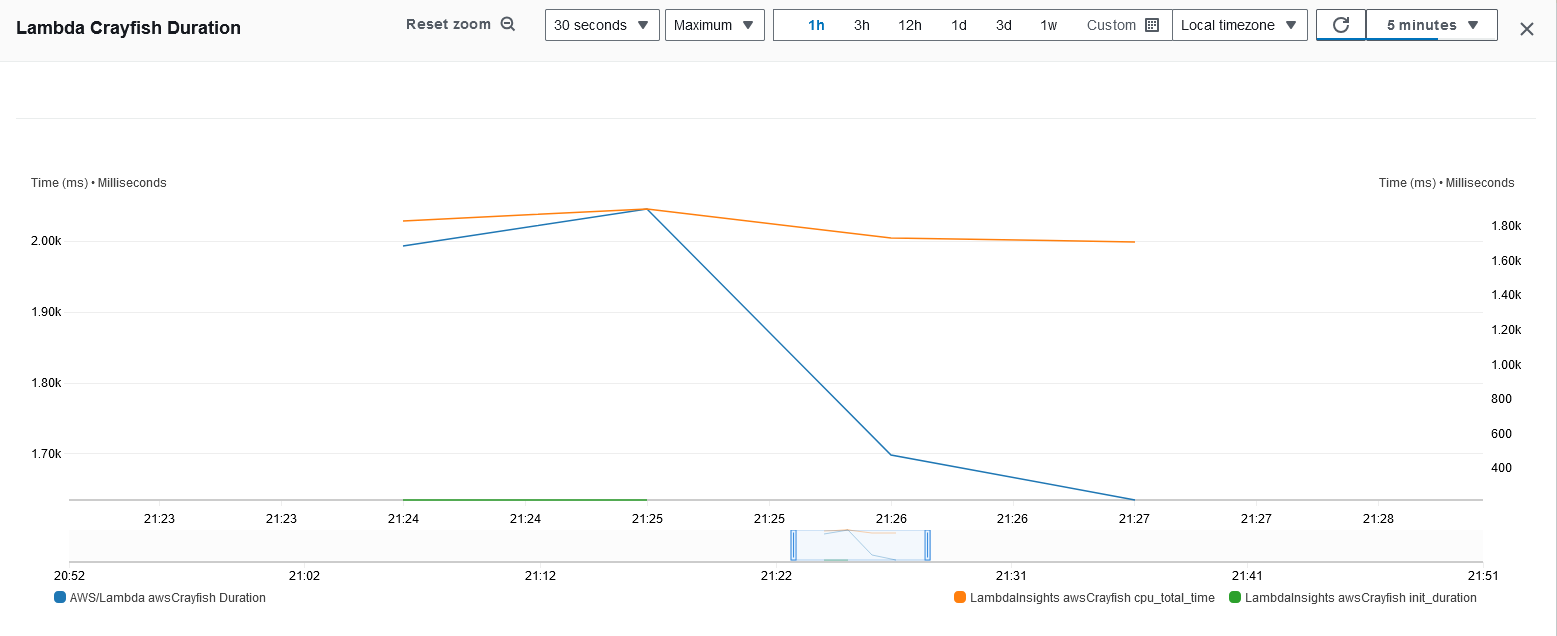 Lambda Crayfish Duration
Reset zoom
30 seconds
Maximum
1h 3h 12h 1d 3d 1w Custom
Local timezone
5 minutes
Time (ms) • Milliseconds
Time (ms) • Milliseconds
2.00k
1.90k
1.80k
1.70k
1.80k
1.60k
1.40k
1.20k
1.00k
800
600
400
21:23 21:23 21:24 21:24 21:25 21:25 21:26 21:26 21:27 21:27 21:28
20:52 21:02 21:12 21:22 21:31 21:41 21:51
AWS/Lambda awsCrayfish Duration
LambdaInsights awsCrayfish cpu_total_time
LambdaInsights awsCrayfish init_duration